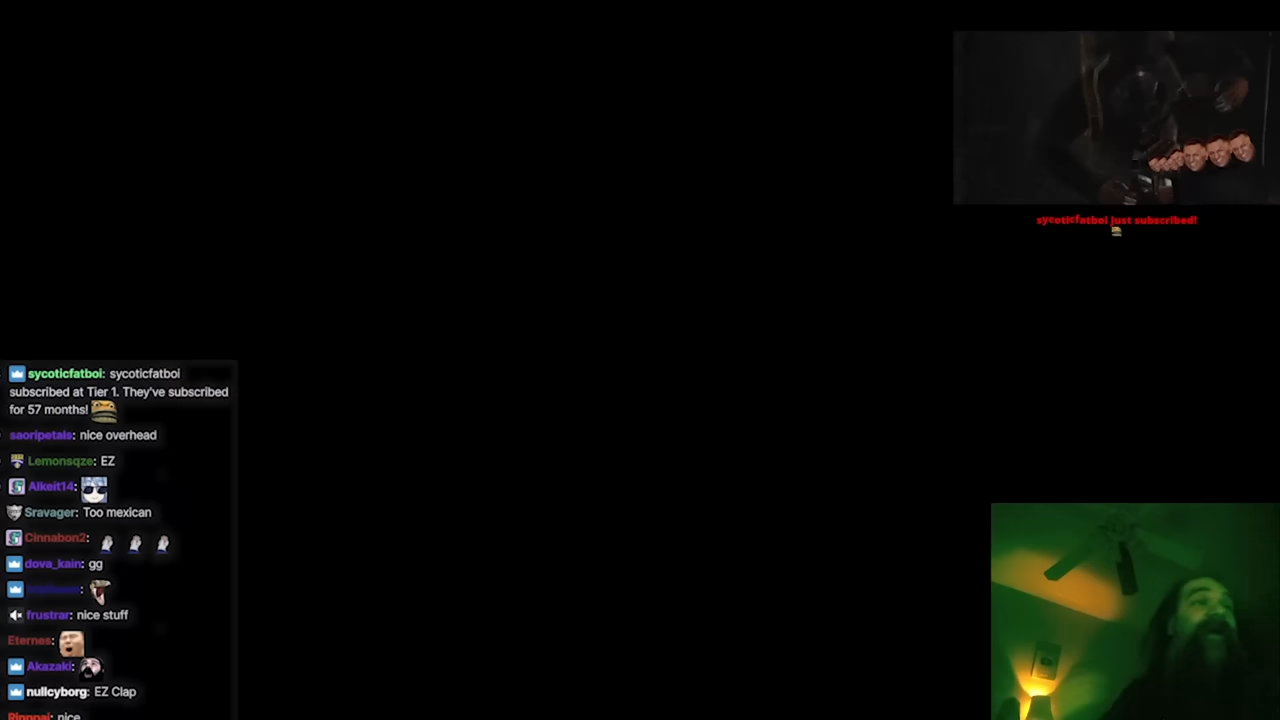 sycoticfatboi just subscribed!
sycoticfatboi: sycoticfatboi
subscribed at Tier 1. They've subscribed
for 57 months!
saoripetals: nice overhead
Lemonsqze: EZ
Alkeit14:
Sravager: Too mexican
Cinnabon2:
dova_kain: gg
frustrar: nice stuff
Eternes:
Akazaki:
nullcyborg: EZ Clap
nice